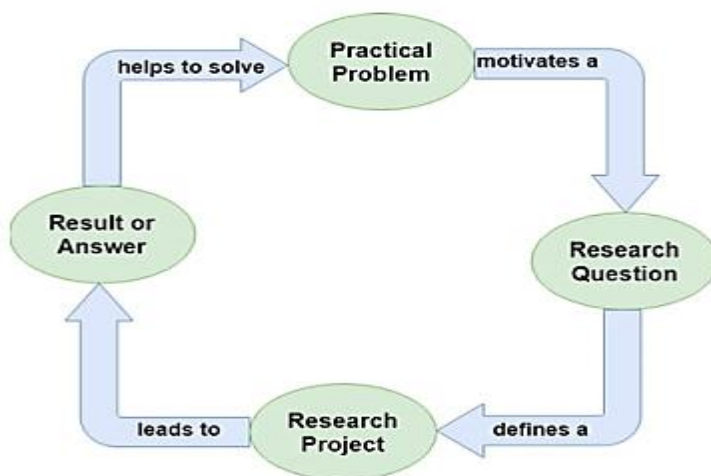 Practical
Problem
motivates a
Research
Question
defines a
Research
Project
leads to
Result or
Answer
helps to solve